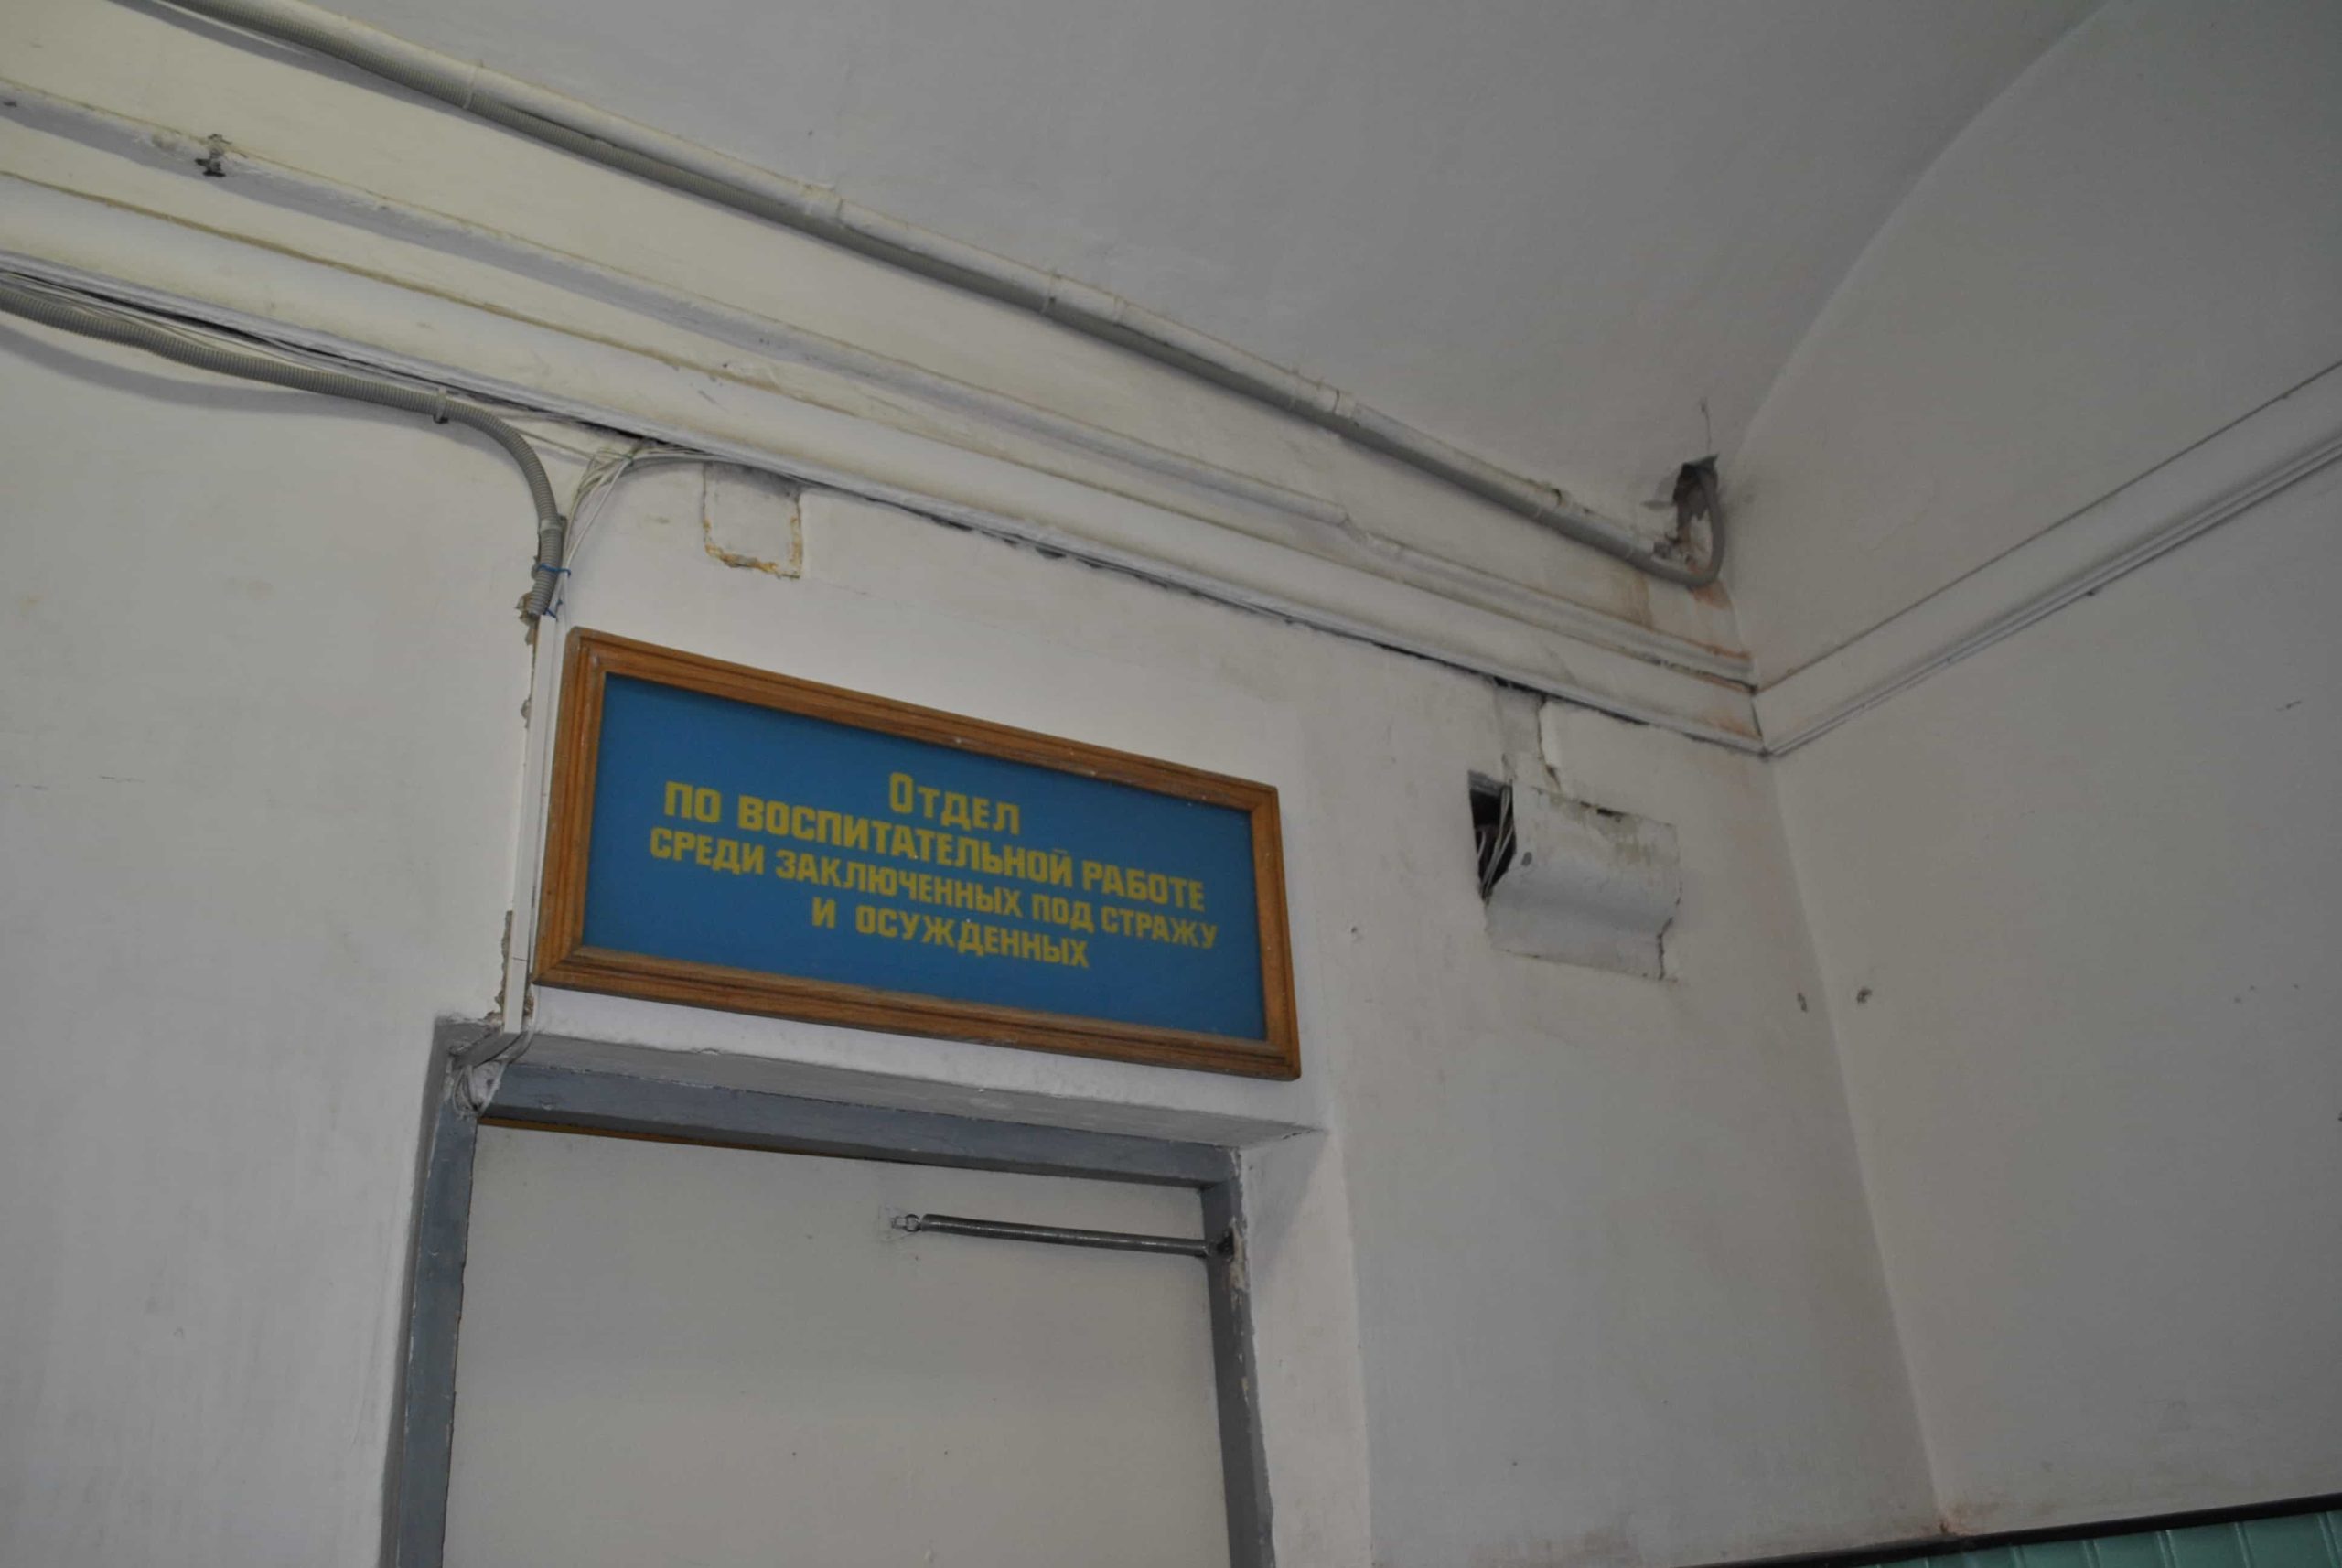 Отдел
ПО ВОСПИТАТЕЛЬНОЙ РАБОТЕ
СРЕДИ ЗАКЛЮЧЕННЫХ ПОД СТРАЖУ
И ОСУЖДЕННЫХ